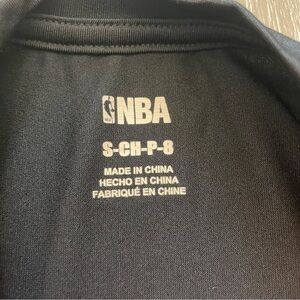 NBA
S-CH-P-8
MADE IN CHINA
HECHO EN CHINA
FABRIQUÉ EN CHINE